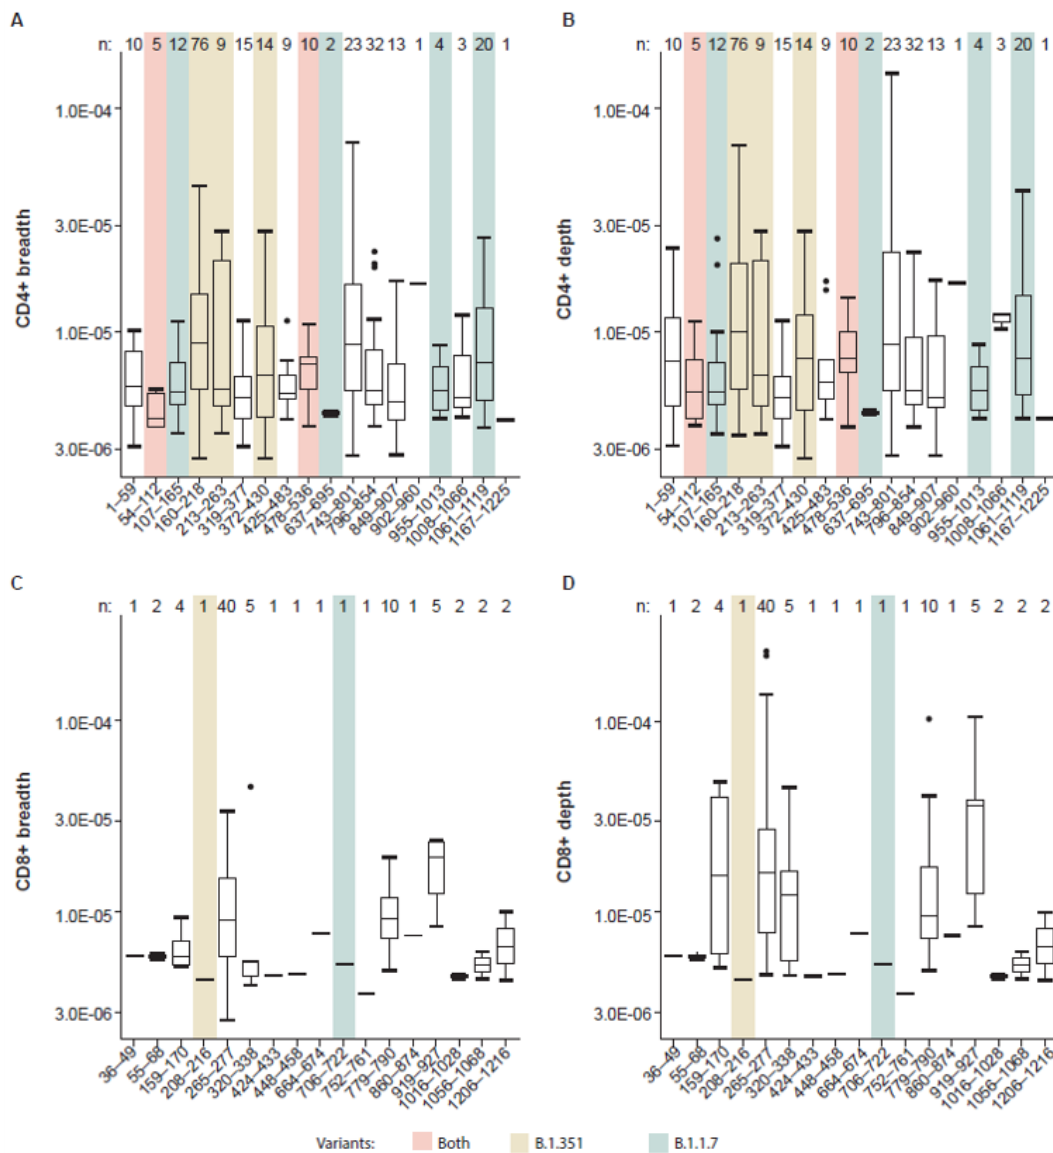 A
n: 10 5 12 76 9 15 14 9 10 2 23 32 13 1 4 3 20 1
CD4+ breadth
1.0E-04
3.0E-05
1.0E-05
3.0E-06
1–59 54–112 107–165 160–218 213–263 319–377 372–430 425–483 478–536 637–695 743–801 796–854 849–907 902–960 955–1013 1008–1066 1061–1119 1167–1225
B
n: 10 5 12 76 9 15 14 9 10 2 23 32 13 1 4 3 20 1
CD4+ depth
1.0E-04
3.0E-05
1.0E-05
3.0E-06
1–59 54–112 107–165 160–218 213–263 319–377 372–430 425–483 478–536 637–695 743–801 796–854 849–907 902–960 955–1013 1008–1066 1061–1119 1167–1225
C
n: 1 2 4 1 40 5 1 1 1 1 1 10 1 5 2 2 2
CD8+ breadth
1.0E-04
3.0E-05
1.0E-05
3.0E-06
36–49 55–68 159–170 208–216 265–277 320–338 424–433 448–458 664–674 706–722 752–761 779–790 860–874 919–927 1016–1028 1056–1068 1206–1216
D
n: 1 2 4 1 40 5 1 1 1 1 1 10 1 5 2 2 2
CD8+ depth
1.0E-04
3.0E-05
1.0E-05
3.0E-06
36–49 55–68 159–170 208–216 265–277 320–338 424–433 448–458 664–674 706–722 752–761 779–790 860–874 919–927 1016–1028 1056–1068 1206–1216
Variants: Both B.1.351 B.1.1.7